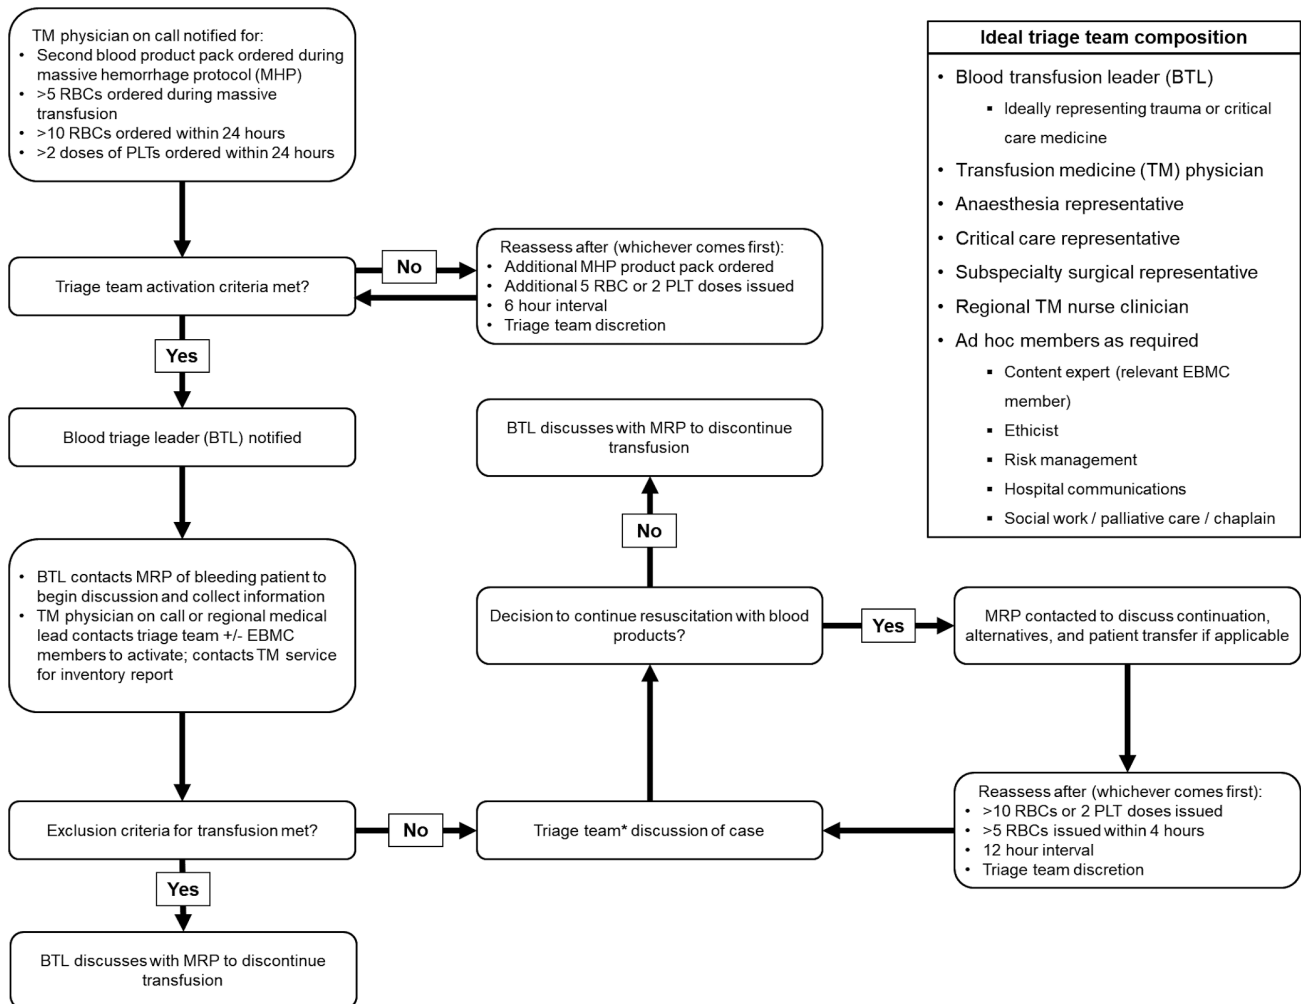 TM physician on call notified for:
• Second blood product pack ordered during
massive hemorrhage protocol (MHP)
• >5 RBCs ordered during massive
transfusion
• >10 RBCs ordered within 24 hours
• >2 doses of PLTs ordered within 24 hours
Triage team activation criteria met?
No
Reassess after (whichever comes first):
• Additional MHP product pack ordered
• Additional 5 RBC or 2 PLT doses issued
• 6 hour interval
• Triage team discretion
Yes
Blood triage leader (BTL) notified
• BTL contacts MRP of bleeding patient to
begin discussion and collect information
• TM physician on call or regional medical
lead contacts triage team +/- EBMC
members to activate; contacts TM service
for inventory report
Exclusion criteria for transfusion met?
Yes
BTL discusses with MRP to discontinue
transfusion
No
Triage team* discussion of case
Decision to continue resuscitation with blood
products?
No
BTL discusses with MRP to discontinue
transfusion
Yes
MRP contacted to discuss continuation,
alternatives, and patient transfer if applicable
Reassess after (whichever comes first):
• >10 RBCs or 2 PLT doses issued
• >5 RBCs issued within 4 hours
• 12 hour interval
• Triage team discretion
Ideal triage team composition
• Blood transfusion leader (BTL)
▪ Ideally representing trauma or critical
care medicine
• Transfusion medicine (TM) physician
• Anaesthesia representative
• Critical care representative
• Subspecialty surgical representative
• Regional TM nurse clinician
• Ad hoc members as required
▪ Content expert (relevant EBMC
member)
▪ Ethicist
▪ Risk management
▪ Hospital communications
▪ Social work / palliative care / chaplain